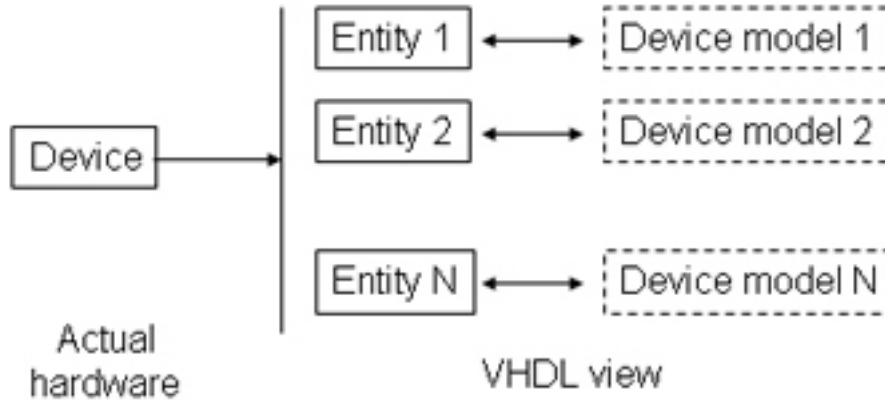 Entity 1
Device model 1
Entity 2
Device model 2
Device
Entity N
Device model N
Actual
hardware
VHDL view